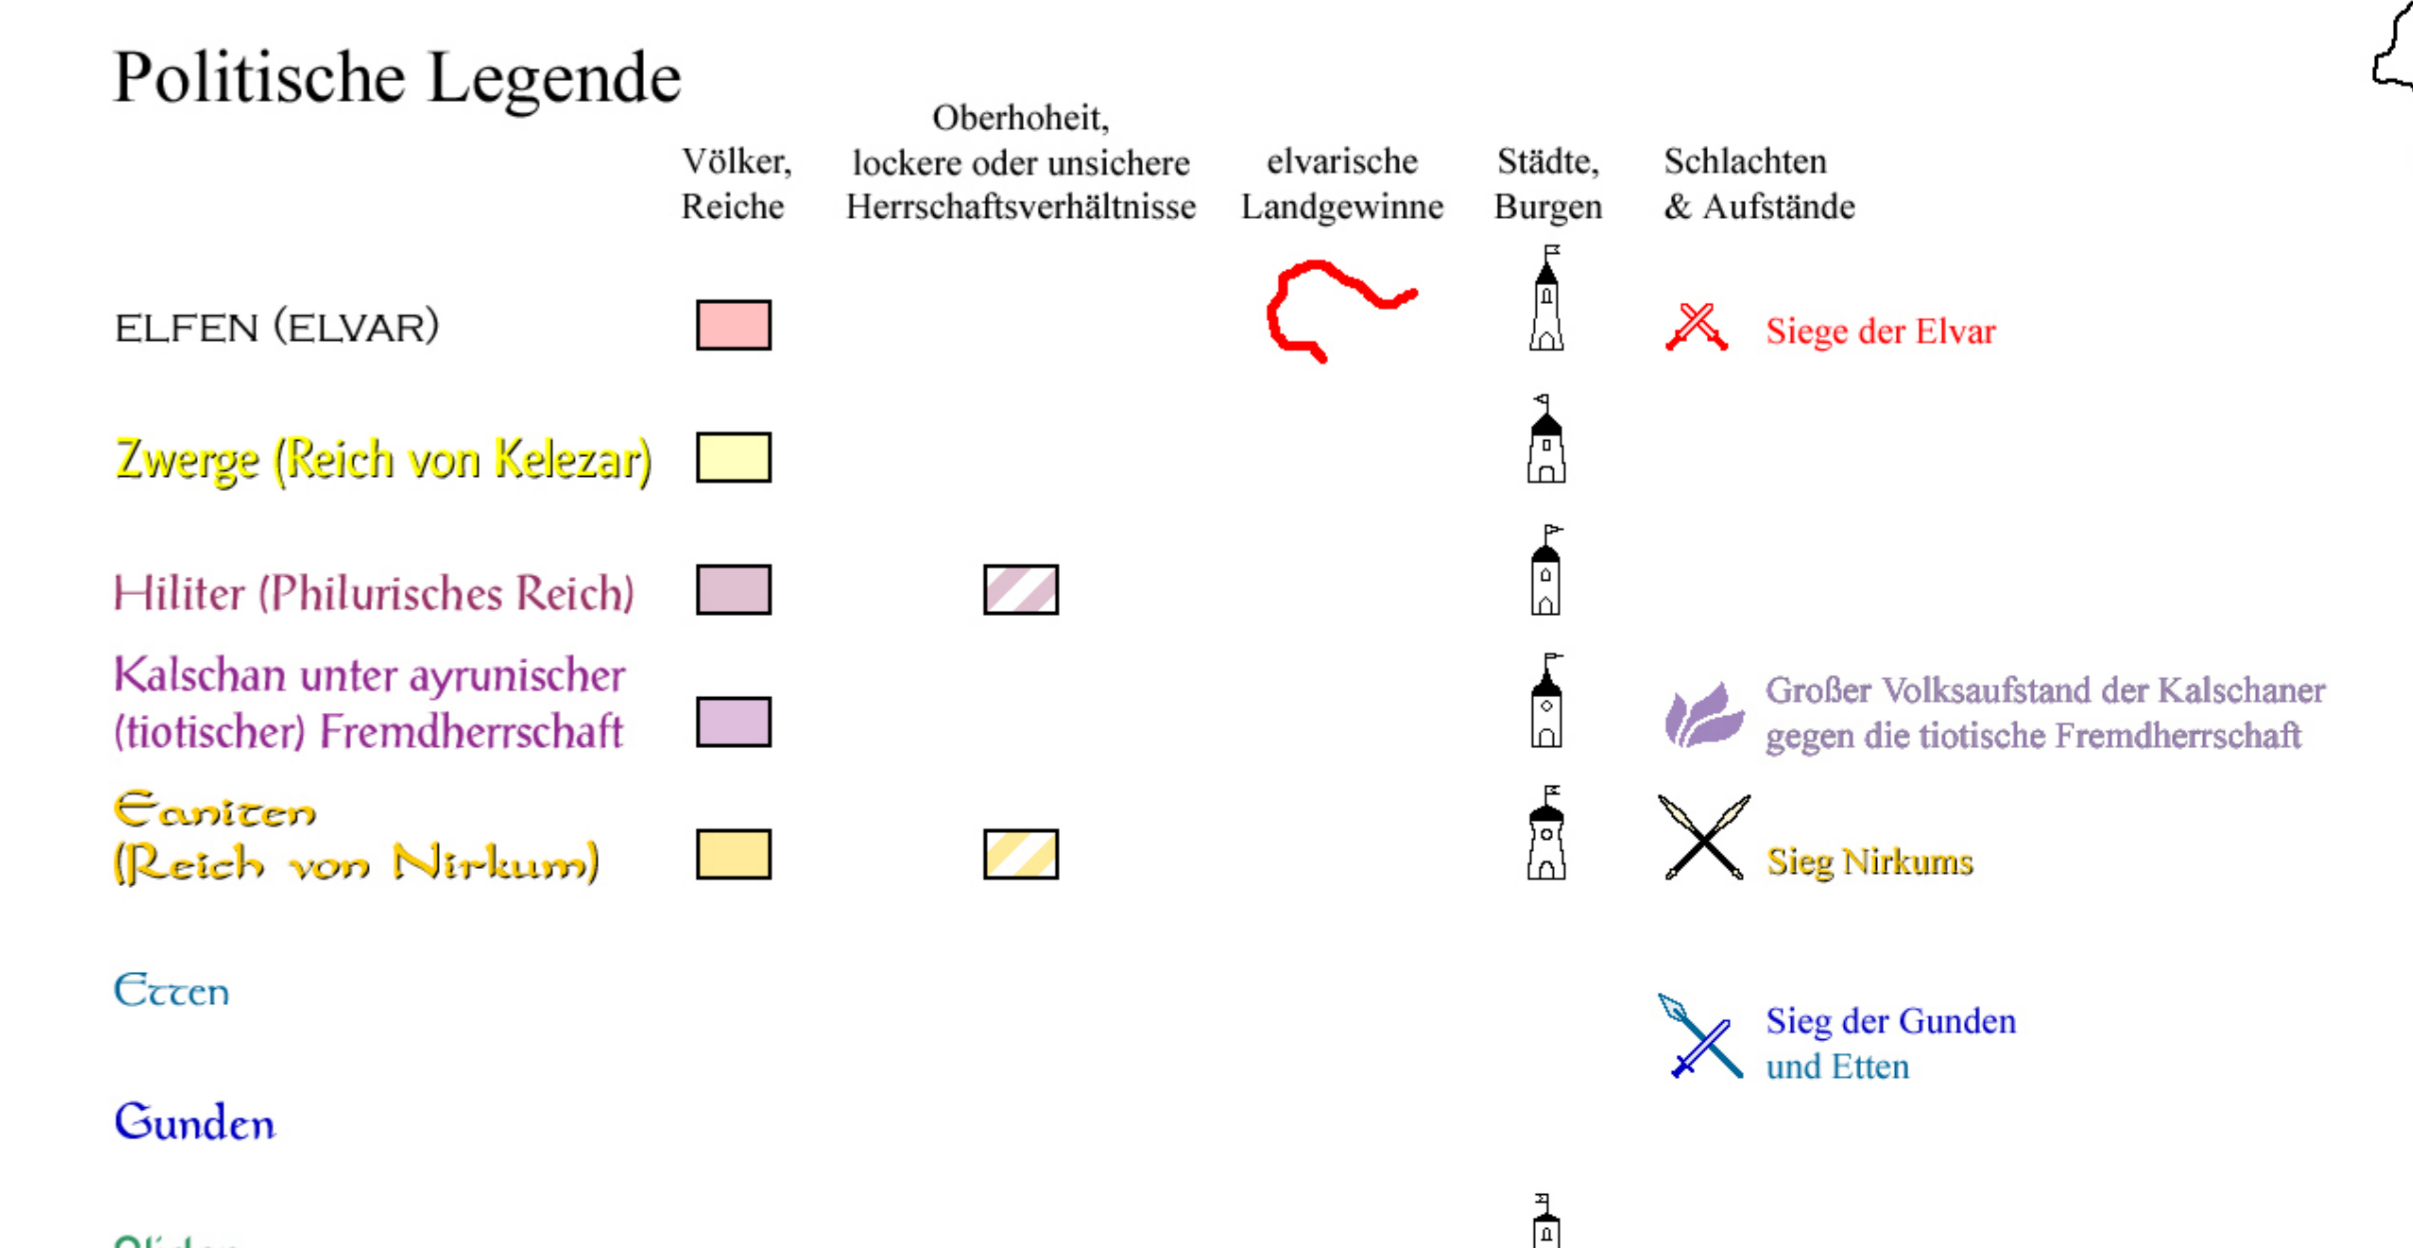 Politische Legende
Völker,
Reiche
Oberhoheit,
lockere oder unsichere
Herrschaftsverhältnisse
elvarische
Landgewinne
Städte,
Burgen
Schlachten
& Aufstände
ELFEN (ELVAR)
Siege der Elvar
Zwerge (Reich von Kelezar)
Hiliter (Philurisches Reich)
Kalschan unter ayrunischer
(tiotischer) Fremdherrschaft
Großer Volksaufstand der Kalschaner
gegen die tiotische Fremdherrschaft
Eaniten
(Reich von Nirkum)
Sieg Nirkums
Etten
Sieg der Gunden
und Etten
Gunden